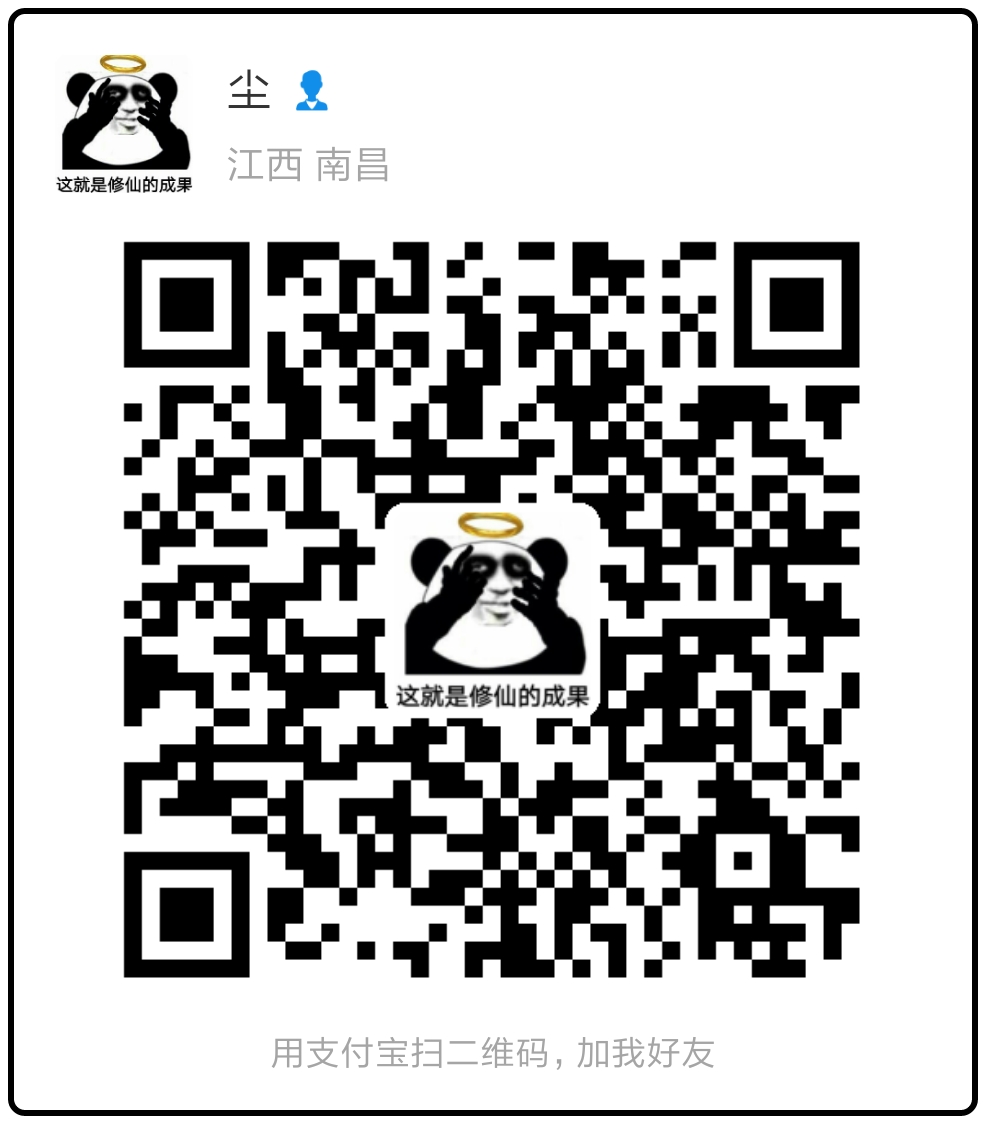 尘
江西 南昌
这就是修仙的成果
这就是修仙的成果
用支付宝扫二维码，加我好友